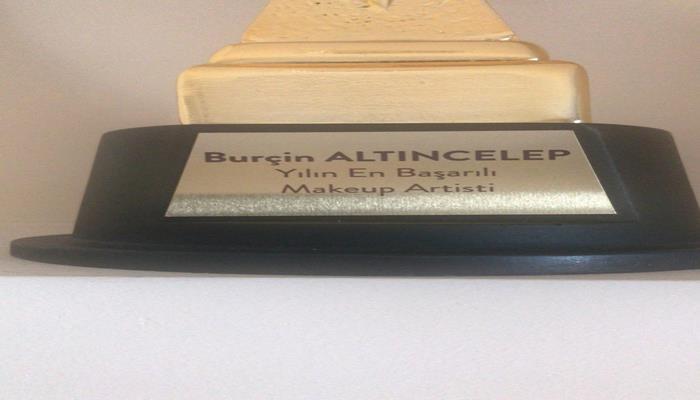 Burçin ALTINCELEP
Yılın En Başarılı
Makeup Artisti